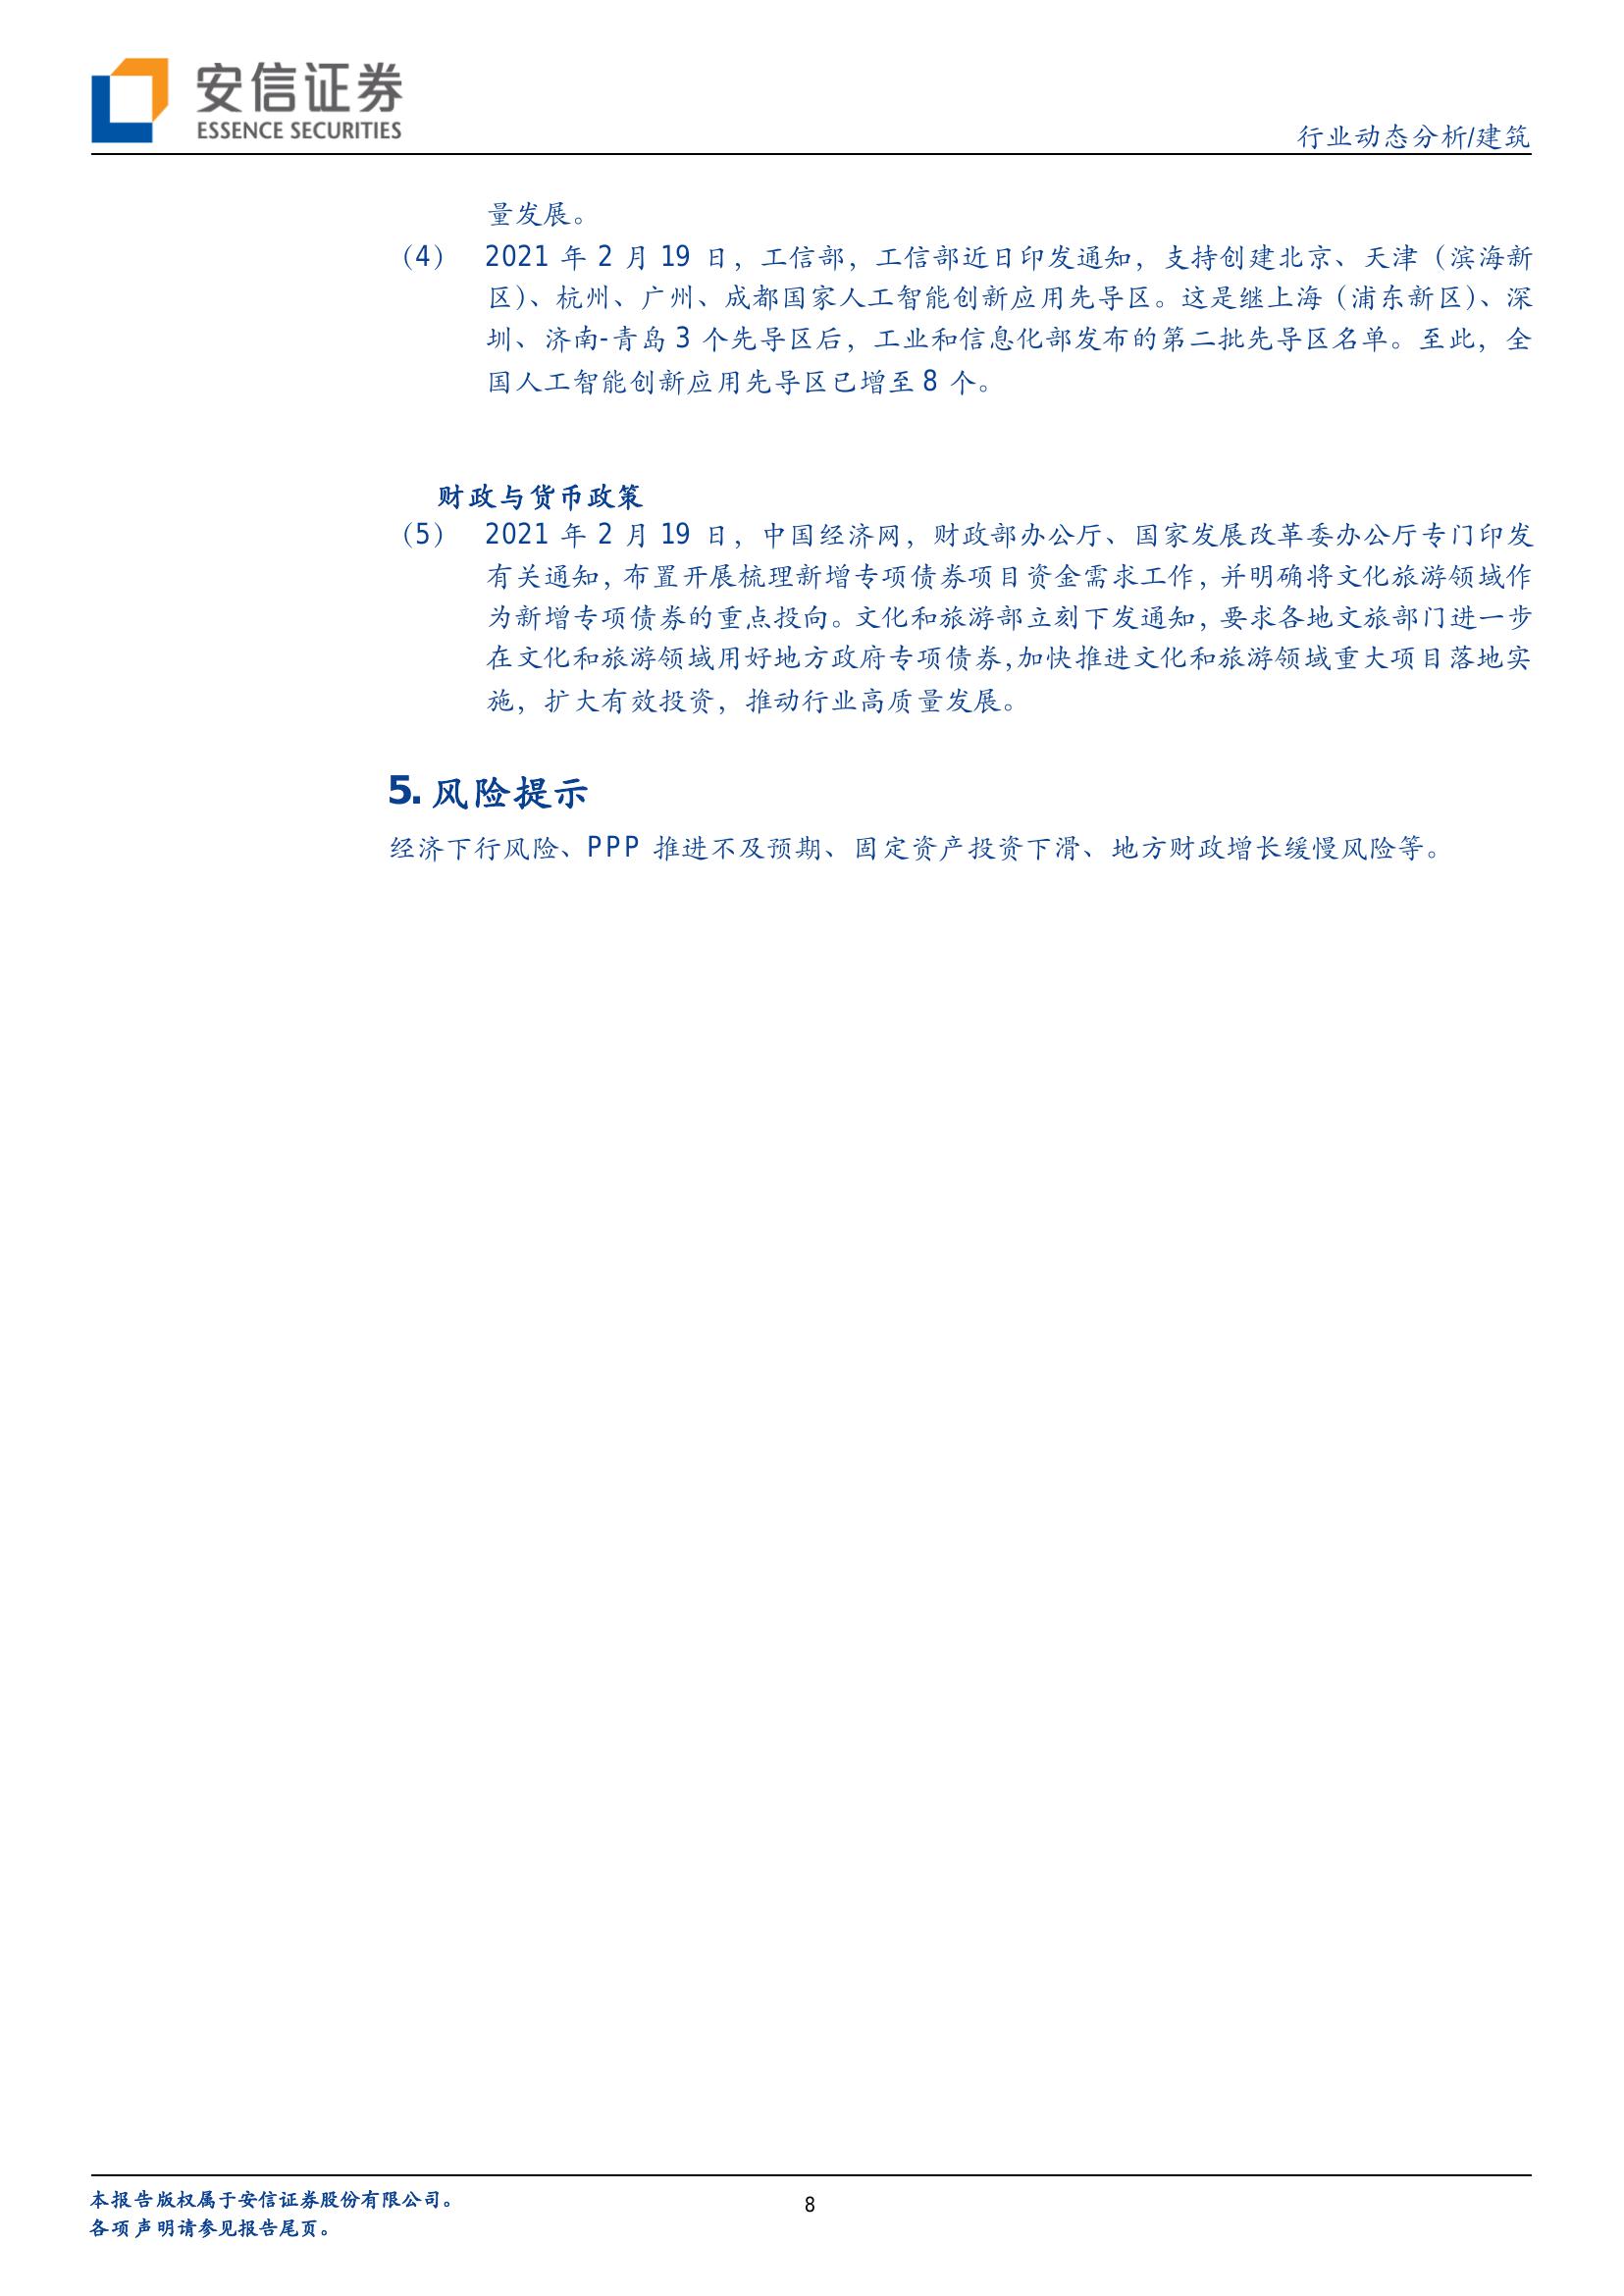 安信证券
ESSENCE SECURITIES
行业动态分析/建筑
量发展。
（4） 2021 年 2 月 19 日，工信部，工信部近日印发通知，支持创建北京、天津（滨海新
区）、杭州、广州、成都国家人工智能创新应用先导区。这是继上海（浦东新区）、深
圳、济南-青岛 3 个先导区后，工业和信息化部发布的第二批先导区名单。至此，全
国人工智能创新应用先导区已增至 8 个。
财政与货币政策
（5） 2021 年 2 月 19 日，中国经济网，财政部办公厅、国家发展改革委办公厅专门印发
有关通知，布置开展梳理新增专项债券项目资金需求工作，并明确将文化旅游领域作
为新增专项债券的重点投向。文化和旅游部立刻下发通知，要求各地文旅部门进一步
在文化和旅游领域用好地方政府专项债券，加快推进文化和旅游领域重大项目落地实
施，扩大有效投资，推动行业高质量发展。
5. 风险提示
经济下行风险、PPP 推进不及预期、固定资产投资下滑、地方财政增长缓慢风险等。
本报告版权属于安信证券股份有限公司。
8
各项声明请参见报告尾页。